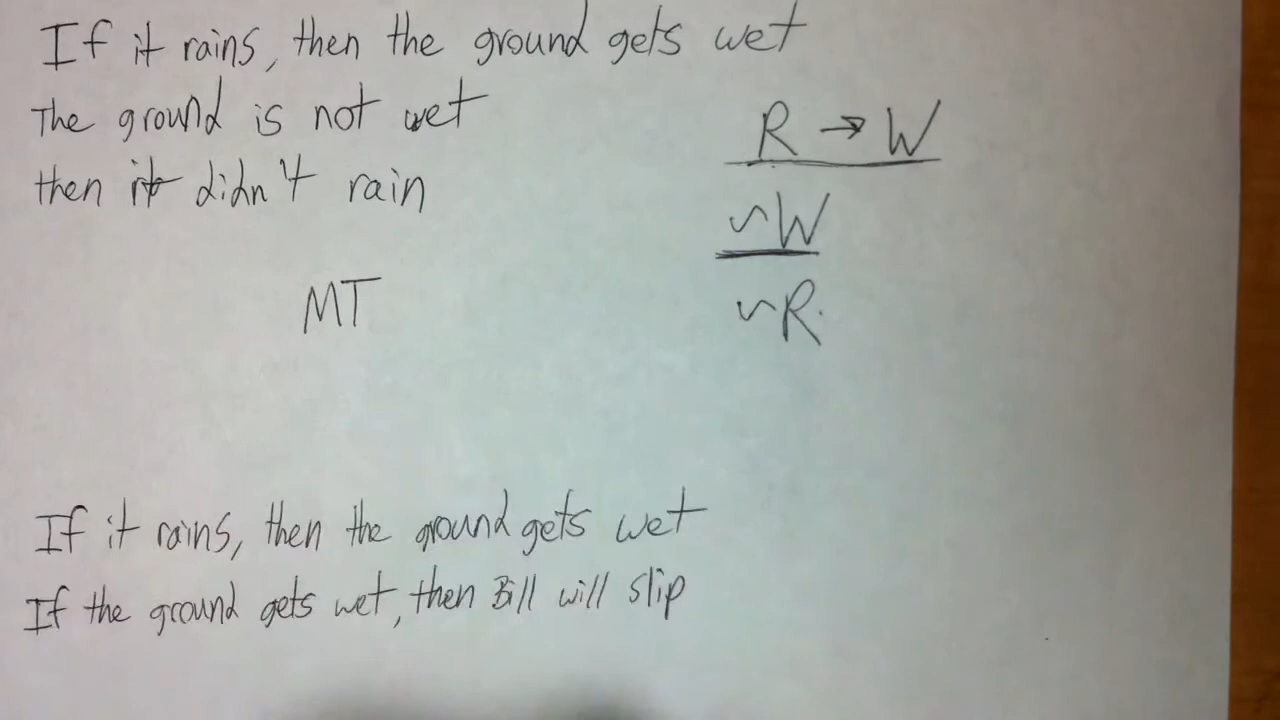 If it rains, then the ground gets wet
The ground is not wet
then it didn't rain
R → W
~W
~R
MT
If it rains, then the ground gets wet
If the ground gets wet, then Bill will slip